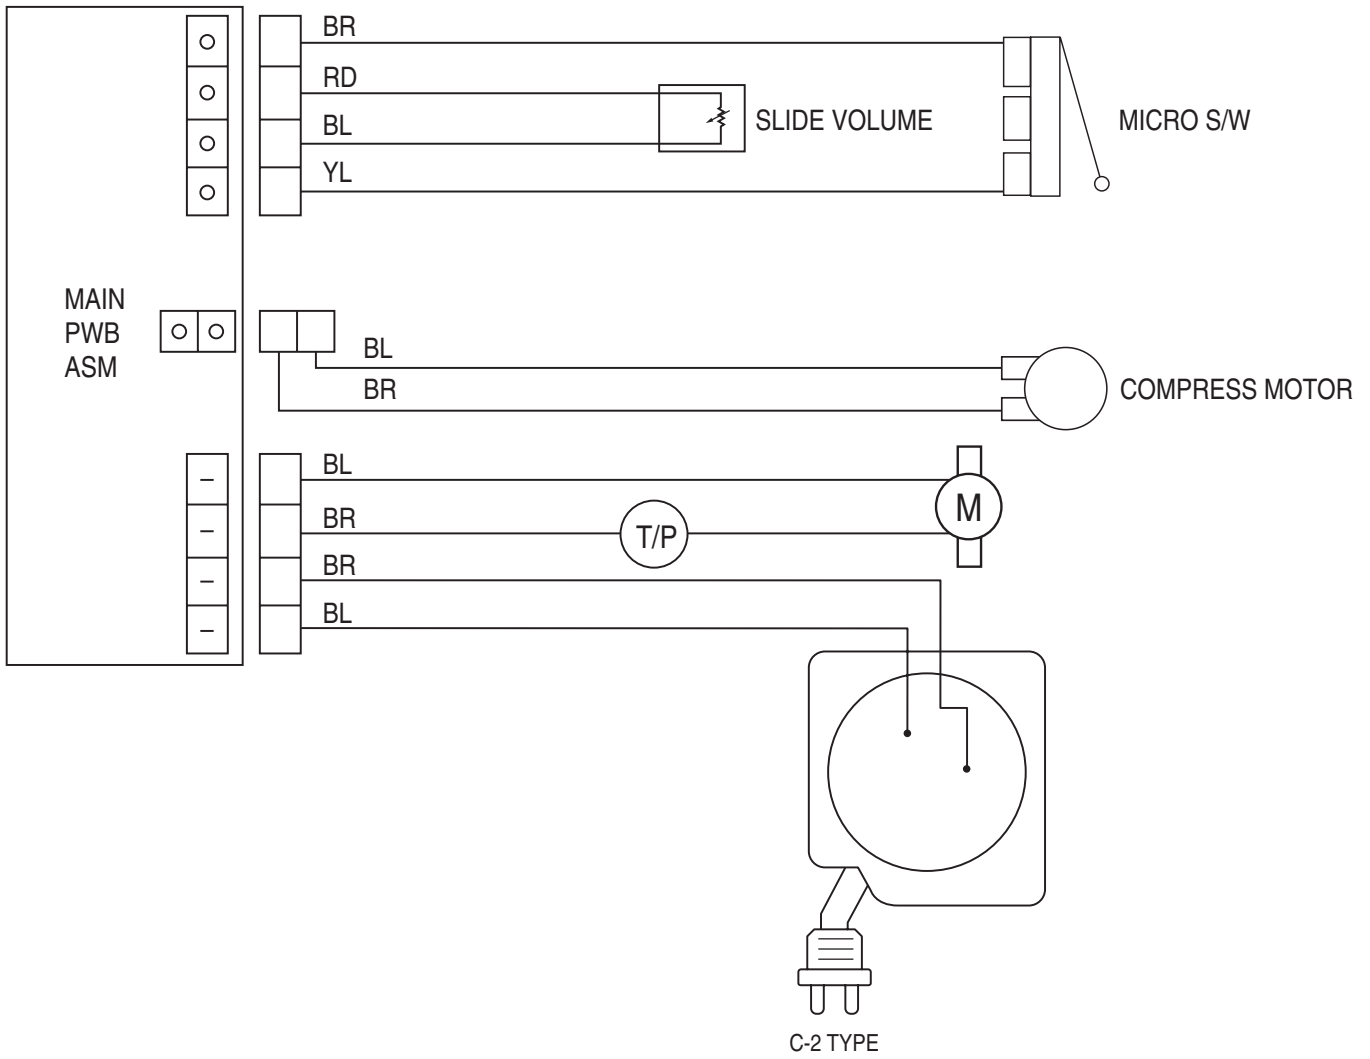 BR
RD
BL
SLIDE VOLUME
MICRO S/W
YL
MAIN
PWB
ASM
BL
BR
COMPRESS MOTOR
BL
BR
T/P
M
BR
BL
C-2 TYPE